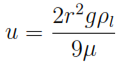 u = \frac{2r^2 g\rho_l}{9\mu}